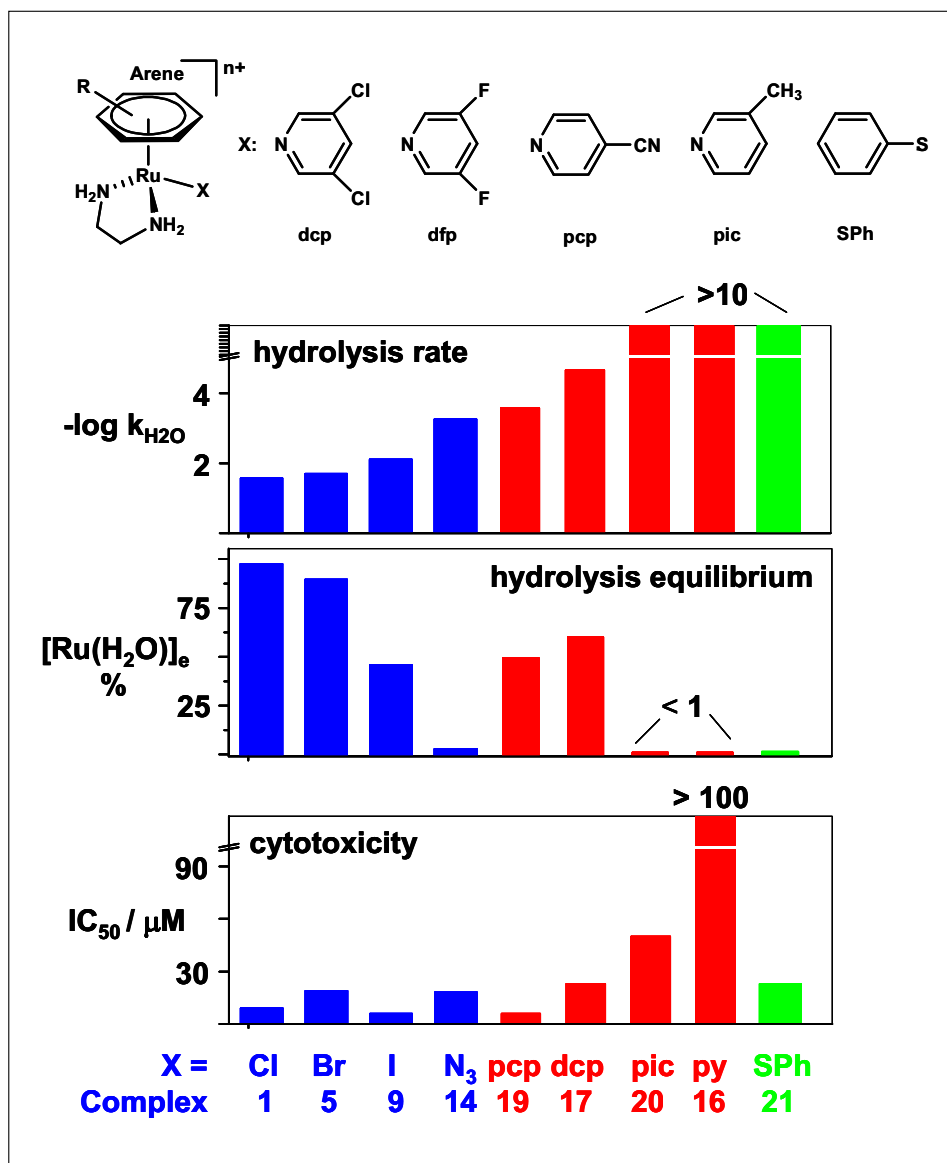 Arene
n+
R
Ru
X
H₂N
NH₂
X:
N
Cl
Cl
dcp
N
F
F
dfp
N
CN
pcp
N
CH₃
pic
S
SPh
>10
hydrolysis rate
4
2
-log k_H2O
hydrolysis equilibrium
75
25
[Ru(H₂O)]e
%
< 1
> 100
cytotoxicity
90
30
IC₅₀ / μM
X = Cl Br I N₃ pcp dcp pic py SPh
Complex 1 5 9 14 19 17 20 16 21